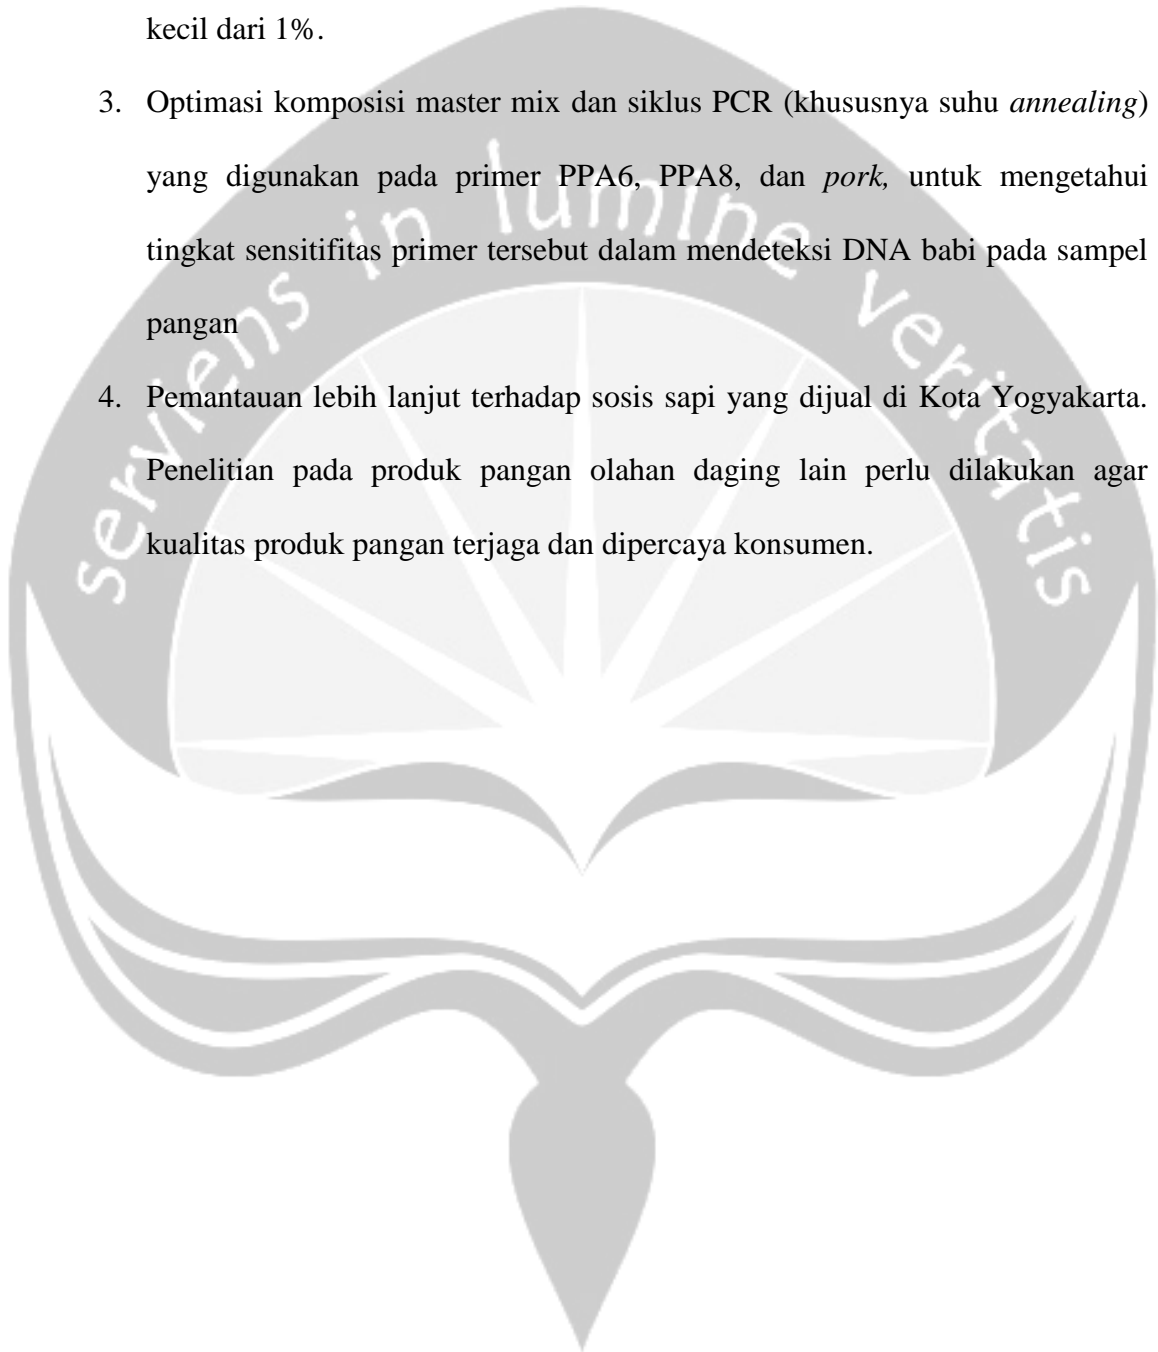 kecil dari 1%.
3. Optimasi komposisi master mix dan siklus PCR (khususnya suhu annealing)
yang digunakan pada primer PPA6, PPA8, dan pork, untuk mengetahui
tingkat sensitifitas primer tersebut dalam mendeteksi DNA babi pada sampel
pangan
4. Pemantauan lebih lanjut terhadap sosis sapi yang dijual di Kota Yogyakarta.
Penelitian pada produk pangan olahan daging lain perlu dilakukan agar
kualitas produk pangan terjaga dan dipercaya konsumen.
serviens in lumine veritatis